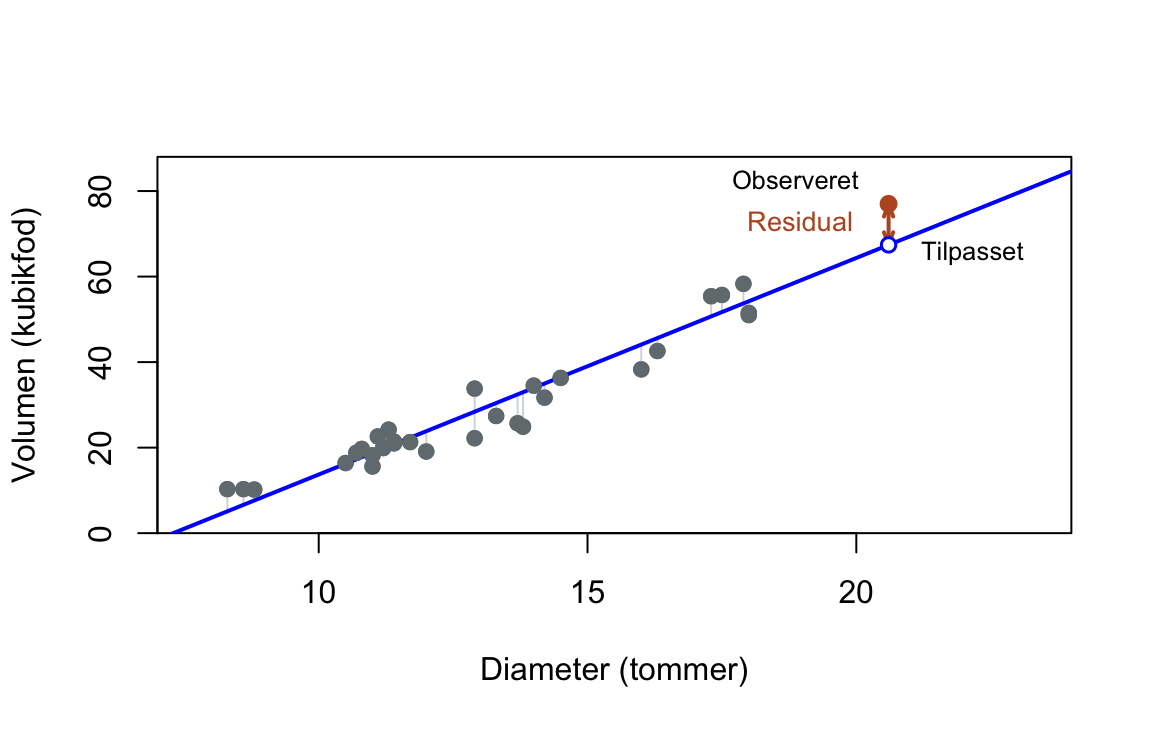 Observeret
Residual
Tilpasset
Volumen (kubikfod)
80
60
40
20
0
10 15 20
Diameter (tommer)